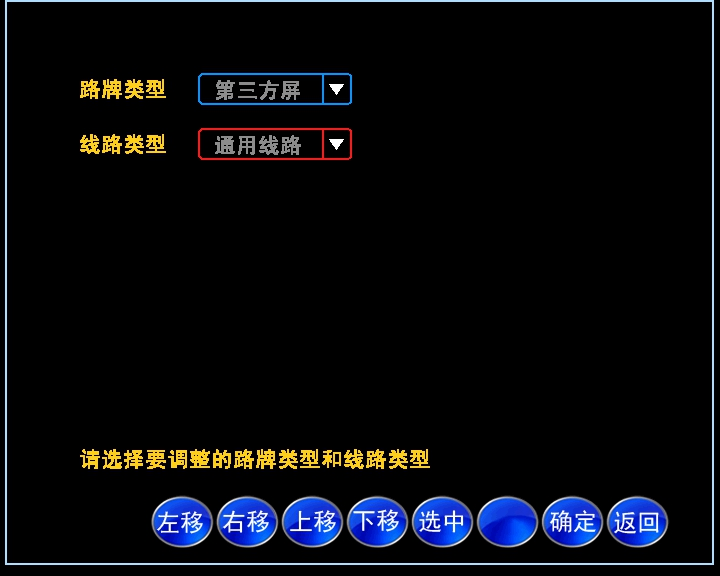 路牌类型 第三方屏
线路类型 通用线路
请选择要调整的路牌类型和线路类型
左移 右移 上移 下移 选中 确定 返回